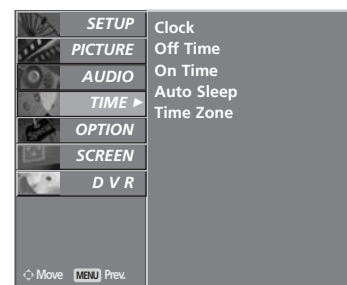 SETUP
PICTURE
AUDIO
TIME ►
OPTION
SCREEN
D V R
Clock
Off Time
On Time
Auto Sleep
Time Zone
Move MENU Prev.